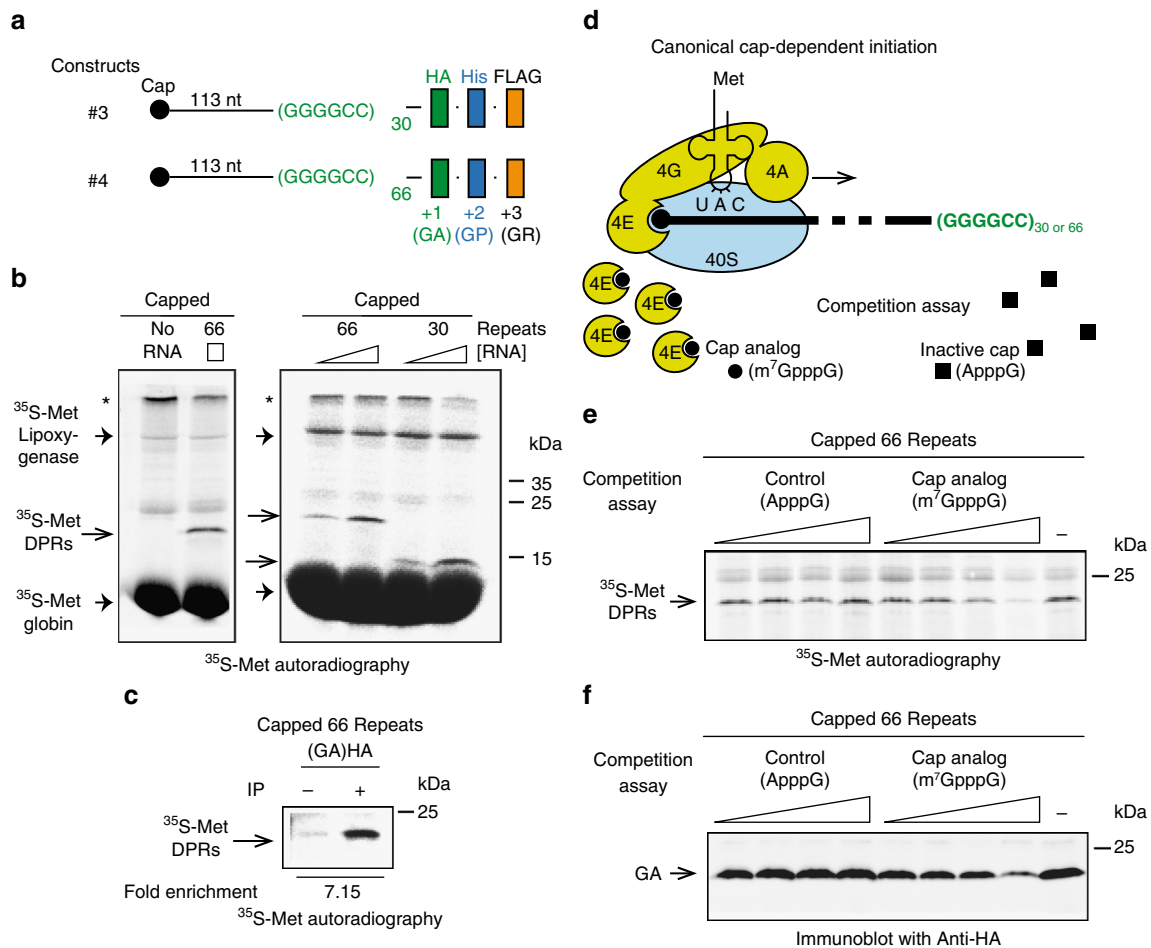 a
Constructs
Cap
HA His FLAG
#3
113 nt
(GGGGCC)
30
#4
113 nt
(GGGGCC)
66
+1 +2 +3
(GA) (GP) (GR)
b
Capped
No 66
RNA
Capped
66 30 Repeats
[RNA]
*
*
35S-Met
Lipoxy-
genase
35S-Met
DPRs
35S-Met
globin
kDa
35
25
15
35S-Met autoradiography
c
Capped 66 Repeats
(GA)HA
IP – +
kDa
25
35S-Met
DPRs
Fold enrichment 7.15
35S-Met autoradiography
d
Canonical cap-dependent initiation
Met
4G
4A
U A C
4E
(GGGGCC)30 or 66
40S
4E
4E
4E
4E
Competition assay
Cap analog
(m7GpppG)
Inactive cap
(ApppG)
e
Capped 66 Repeats
Competition
assay
Control
(ApppG)
Cap analog
(m7GpppG)
–
kDa
25
35S-Met
DPRs
35S-Met autoradiography
f
Capped 66 Repeats
Competition
assay
Control
(ApppG)
Cap analog
(m7GpppG)
–
kDa
25
GA
Immunoblot with Anti-HA